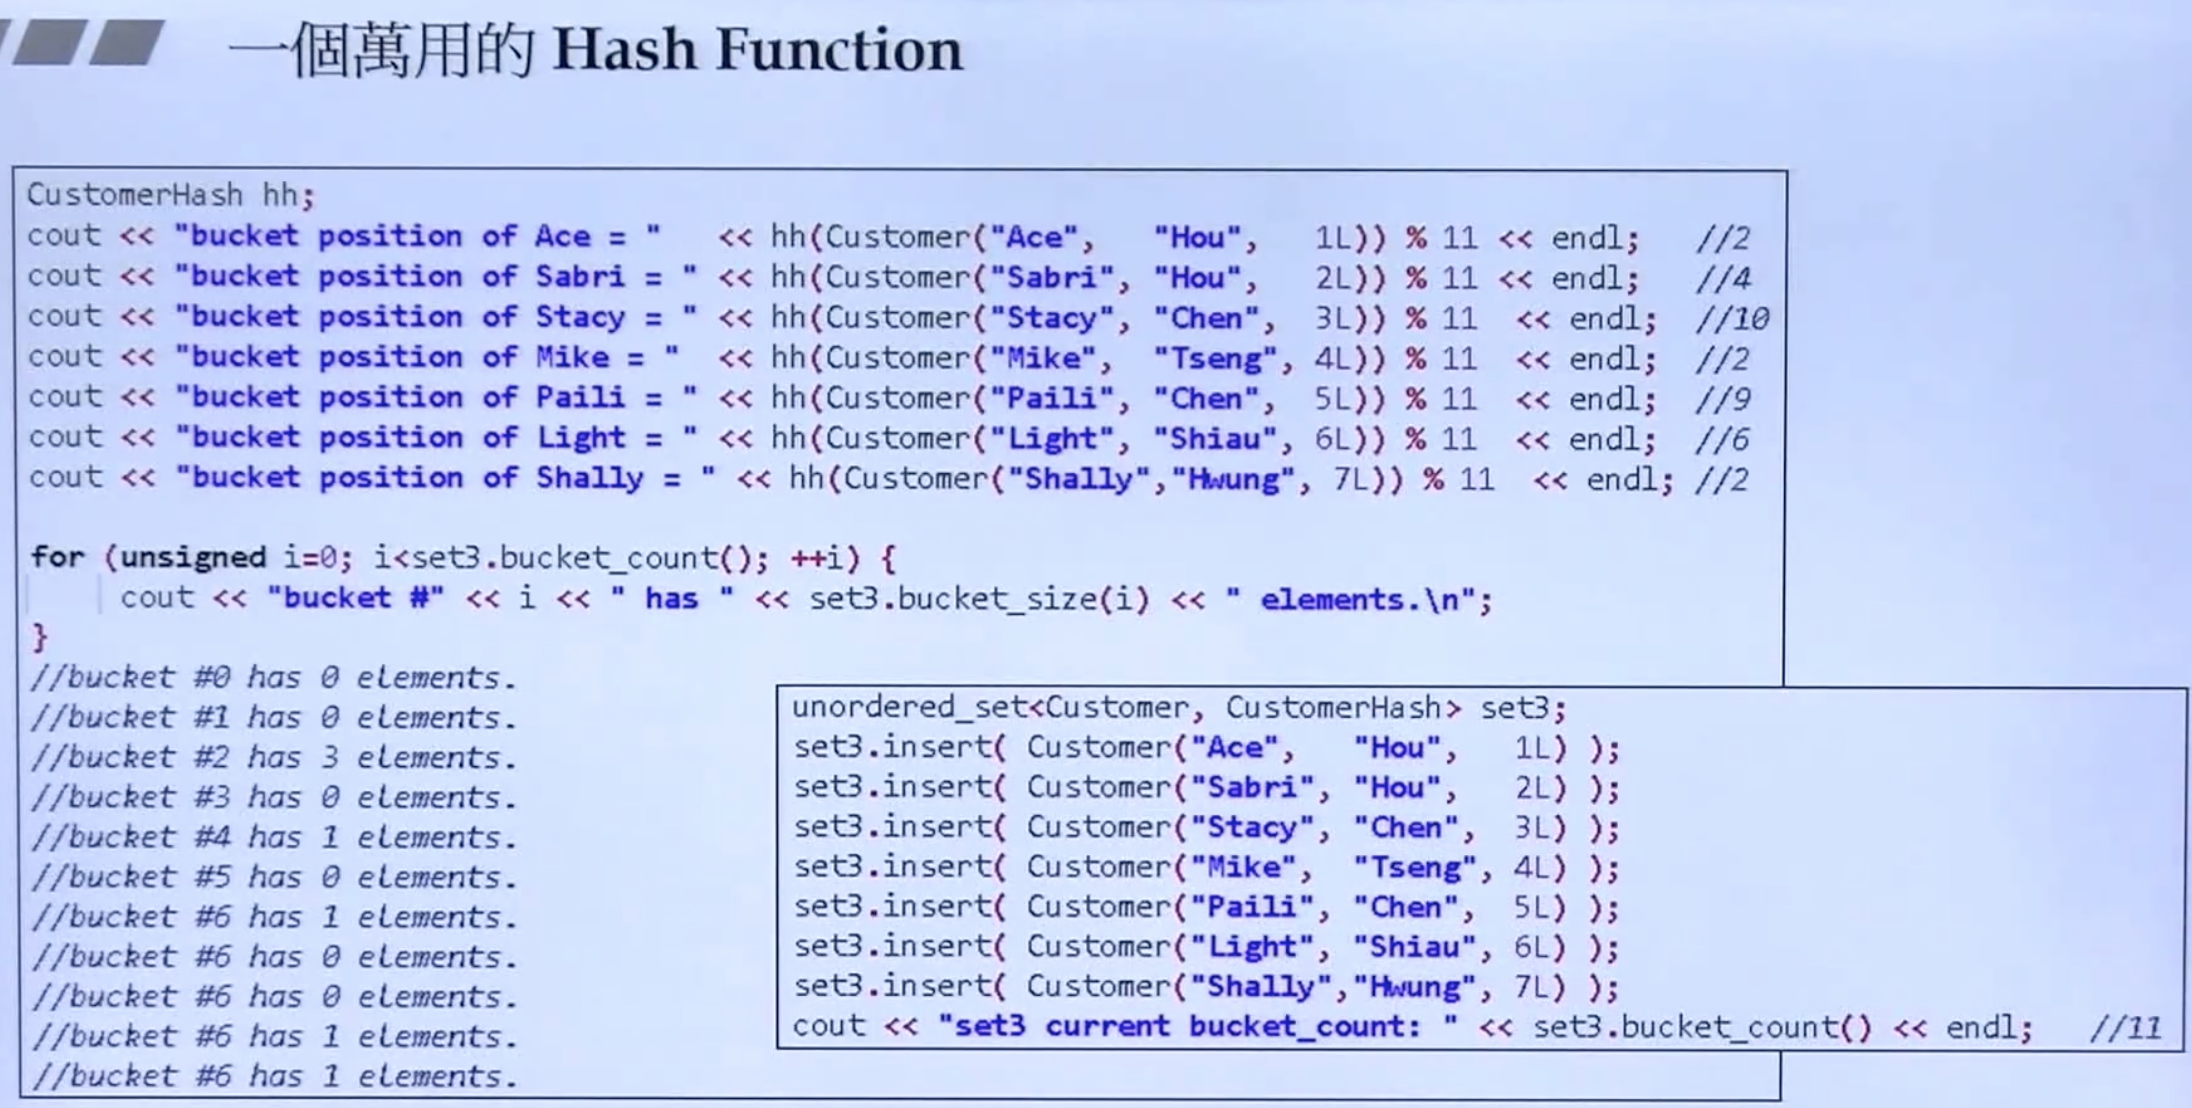 一個萬用的 Hash Function
CustomerHash hh;
cout << "bucket position of Ace = "   << hh(Customer("Ace",   "Hou",   1L)) % 11 << endl;   //2
cout << "bucket position of Sabri = " << hh(Customer("Sabri", "Hou",   2L)) % 11 << endl;   //4
cout << "bucket position of Stacy = " << hh(Customer("Stacy", "Chen",  3L)) % 11  << endl;  //10
cout << "bucket position of Mike = "  << hh(Customer("Mike",  "Tseng", 4L)) % 11  << endl;  //2
cout << "bucket position of Paili = " << hh(Customer("Paili", "Chen",  5L)) % 11  << endl;  //9
cout << "bucket position of Light = " << hh(Customer("Light", "Shiau", 6L)) % 11  << endl;  //6
cout << "bucket position of Shally = " << hh(Customer("Shally","Hwung", 7L)) % 11  << endl; //2
for (unsigned i=0; i<set3.bucket_count(); ++i) {
cout << "bucket #" << i << " has " << set3.bucket_size(i) << " elements.\n";
}
//bucket #0 has 0 elements.
//bucket #1 has 0 elements.
//bucket #2 has 3 elements.
//bucket #3 has 0 elements.
//bucket #4 has 1 elements.
//bucket #5 has 0 elements.
//bucket #6 has 1 elements.
//bucket #6 has 0 elements.
//bucket #6 has 0 elements.
//bucket #6 has 1 elements.
//bucket #6 has 1 elements.
unordered_set<Customer, CustomerHash> set3;
set3.insert( Customer("Ace",   "Hou",   1L) );
set3.insert( Customer("Sabri", "Hou",   2L) );
set3.insert( Customer("Stacy", "Chen",  3L) );
set3.insert( Customer("Mike",  "Tseng", 4L) );
set3.insert( Customer("Paili", "Chen",  5L) );
set3.insert( Customer("Light", "Shiau", 6L) );
set3.insert( Customer("Shally","Hwung", 7L) );
cout << "set3 current bucket_count: " << set3.bucket_count() << endl;   //11